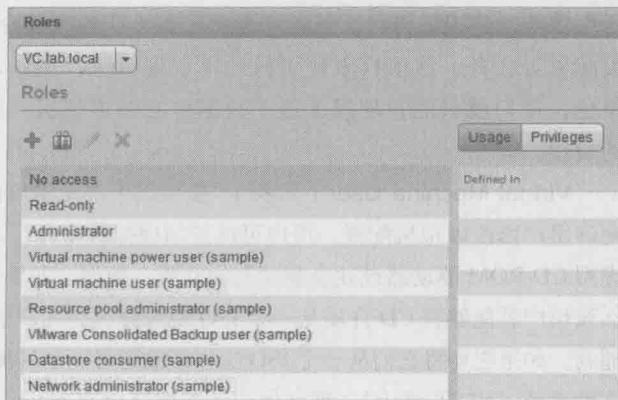 Roles
VC.lab.local
Roles
Usage Privileges
No access
Defined In
Read-only
Administrator
Virtual machine power user (sample)
Virtual machine user (sample)
Resource pool administrator (sample)
VMware Consolidated Backup user (sample)
Datastore consumer (sample)
Network administrator (sample)